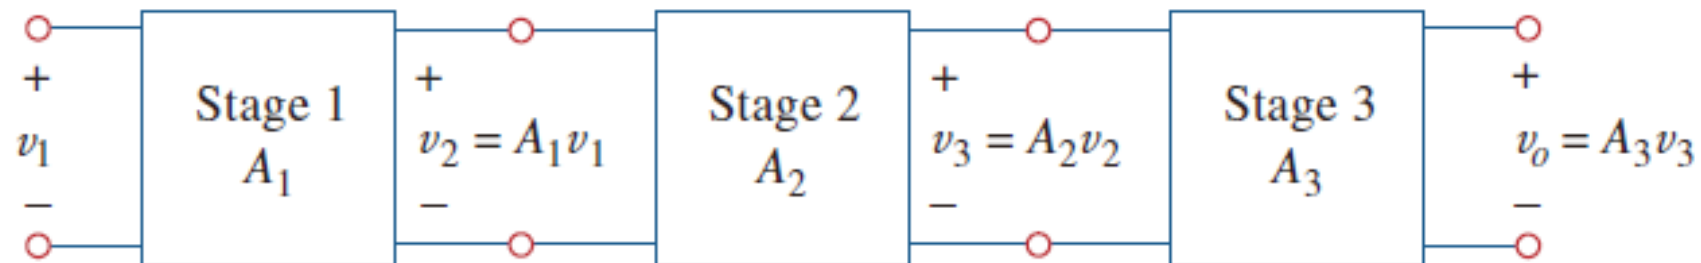 +
v₁
−
Stage 1
A₁
+
v₂ = A₁v₁
−
Stage 2
A₂
+
v₃ = A₂v₂
−
Stage 3
A₃
+
vₒ = A₃v₃
−